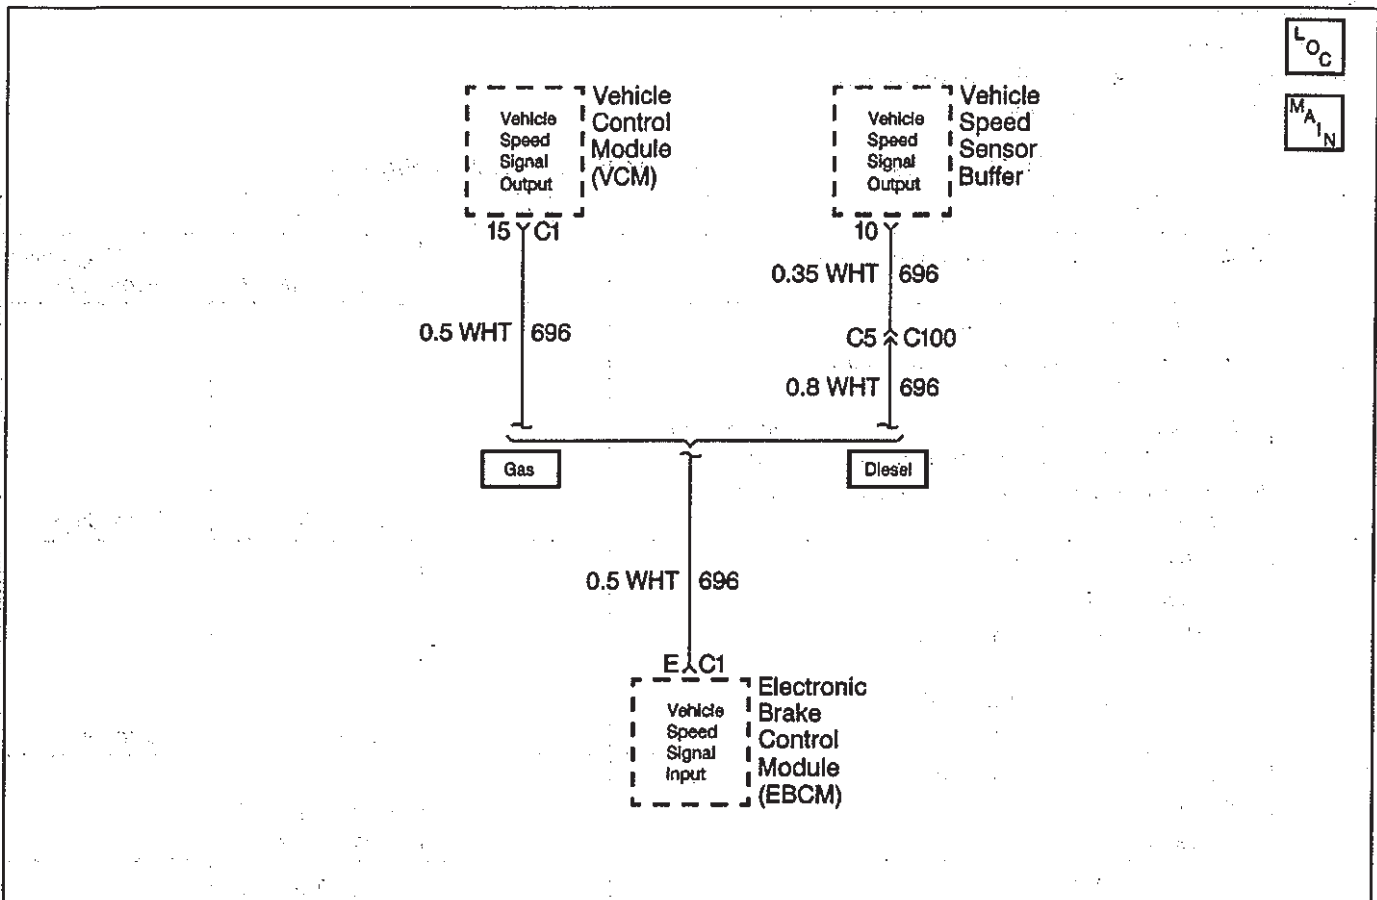 LOC
MAIN
Vehicle
Speed
Signal
Output
Vehicle
Control
Module
(VCM)
15 C1
0.5 WHT 696
Vehicle
Speed
Signal
Output
Vehicle
Speed
Sensor
Buffer
10
0.35 WHT 696
C5 C100
0.8 WHT 696
Gas
Diesel
0.5 WHT 696
E C1
Vehicle
Speed
Signal
Input
Electronic
Brake
Control
Module
(EBCM)